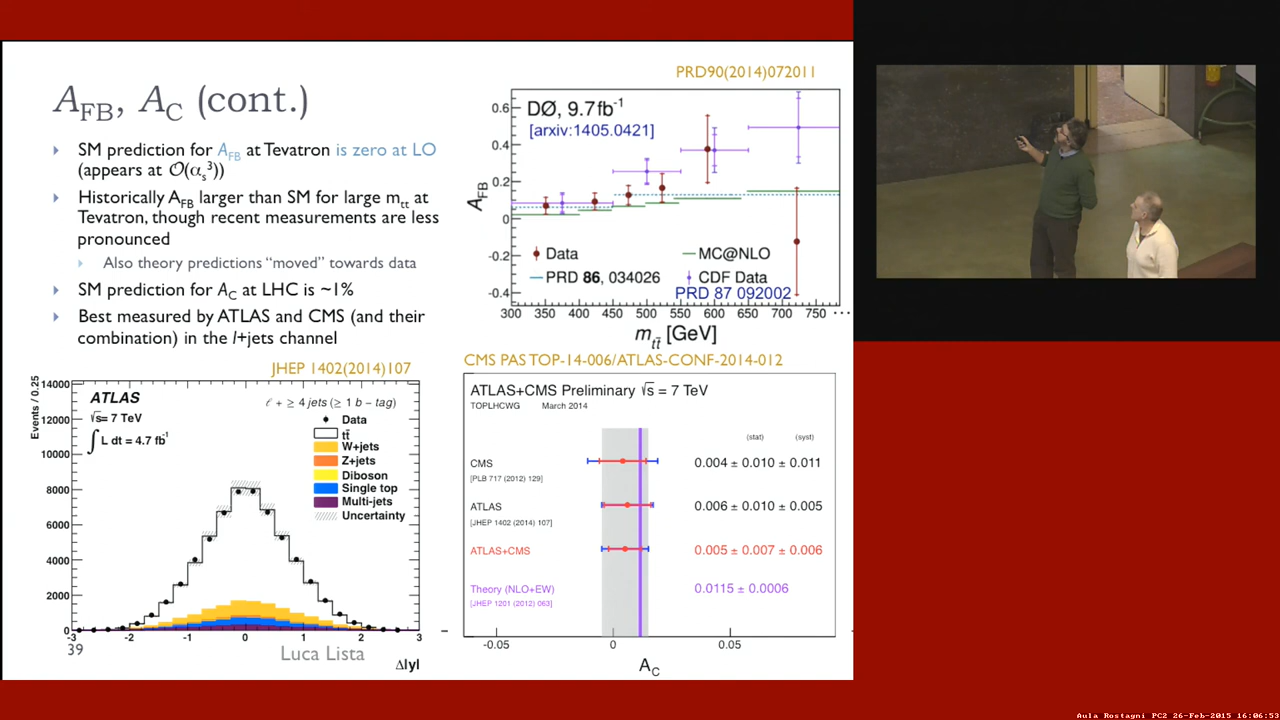 PRD90(2014)072011
A_FB, A_C (cont.)
SM prediction for A_FB at Tevatron is zero at LO
(appears at O(α_s³))
Historically A_FB larger than SM for large m_tt at
Tevatron, though recent measurements are less
pronounced
Also theory predictions “moved” towards data
SM prediction for A_C at LHC is ~1%
Best measured by ATLAS and CMS (and their
combination) in the l+jets channel
DØ, 9.7fb⁻¹
[arxiv:1405.0421]
A_FB
0.6
0.4
0.2
0
-0.2
-0.4
Data
MC@NLO
PRD 86, 034026
CDF Data
PRD 87 092002
300 350 400 450 500 550 600 650 700 750 ...
m_tt̄ [GeV]
JHEP 1402(2014)107
Events / 0.25
14000
12000
10000
8000
6000
4000
2000
0
ATLAS
√s= 7 TeV
∫ L dt = 4.7 fb⁻¹
ℓ + ≥ 4 jets (≥ 1 b − tag)
Data
tt̄
W+jets
Z+jets
Diboson
Single top
Multi-jets
Uncertainty
-3 -2 -1 0 1 2 3
Δ|y|
39
Luca Lista
CMS PAS TOP-14-006/ATLAS-CONF-2014-012
ATLAS+CMS Preliminary √s = 7 TeV
TOPLHCWG March 2014
(stat) (syst)
CMS 0.004 ± 0.010 ± 0.011
[PLB 717 (2012) 129]
ATLAS 0.006 ± 0.010 ± 0.005
[JHEP 1402 (2014) 107]
ATLAS+CMS 0.005 ± 0.007 ± 0.006
Theory (NLO+EW) 0.0115 ± 0.0006
[JHEP 1201 (2012) 063]
-0.05 0 0.05
A_C
Aula Rostagni PC2 26-Feb-2015 16:06:53